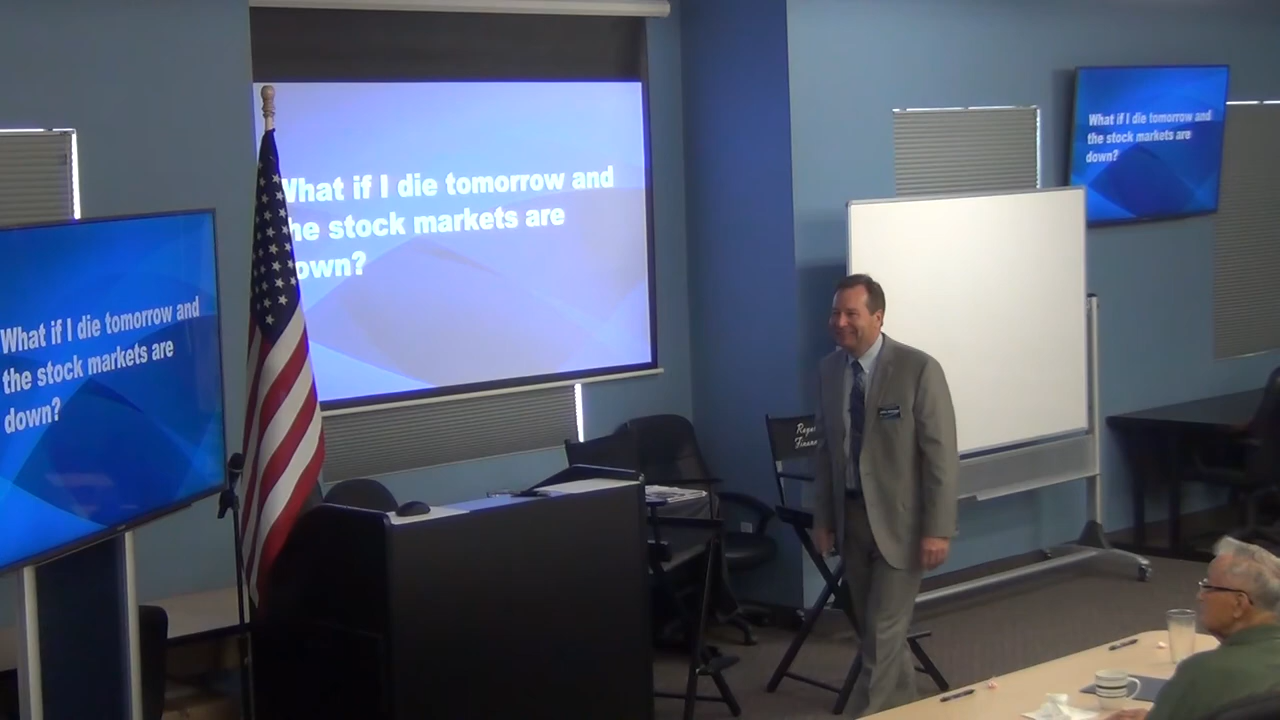 What if I die tomorrow and
the stock markets are
down?
What if I die tomorrow and
the stock markets are
down?
What if I die tomorrow and
the stock markets are
down?